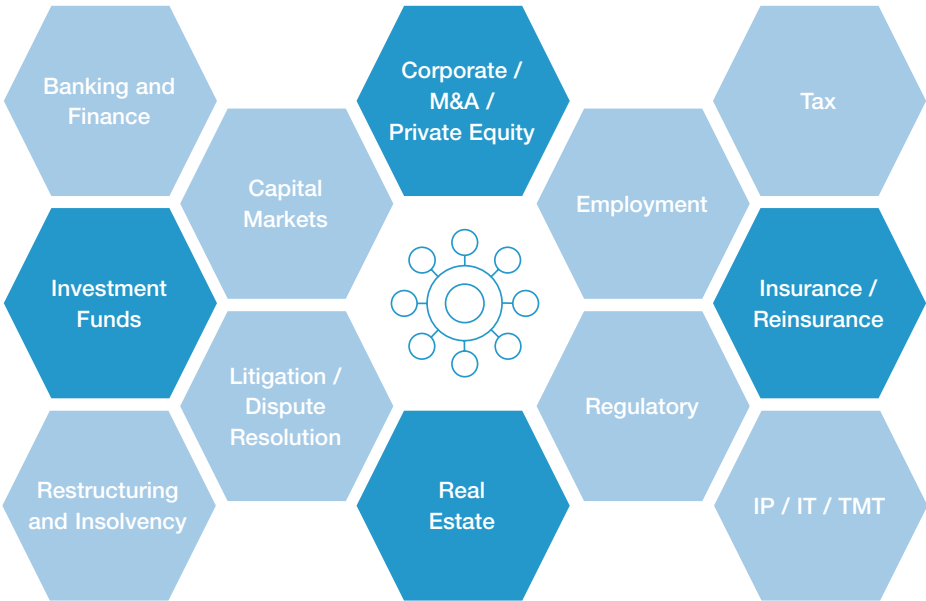 Banking and
Finance
Corporate /
M&A /
Private Equity
Tax
Capital
Markets
Employment
Investment
Funds
Insurance /
Reinsurance
Litigation /
Dispute
Resolution
Regulatory
Restructuring
and Insolvency
Real
Estate
IP / IT / TMT